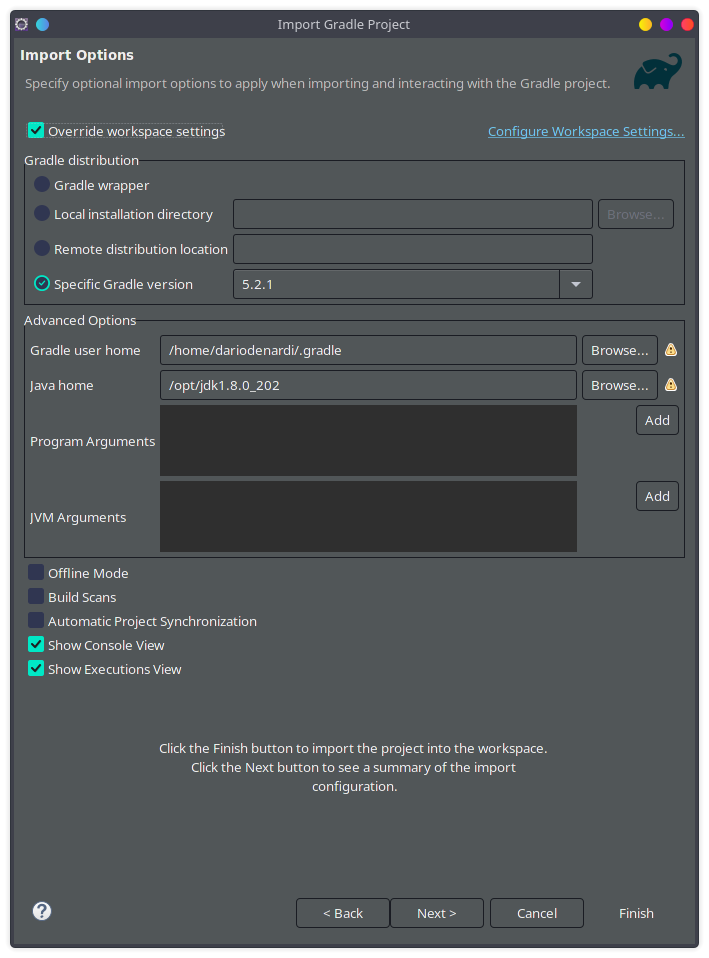 Import Gradle Project
Import Options
Specify optional import options to apply when importing and interacting with the Gradle project.
Override workspace settings
Configure Workspace Settings...
Gradle distribution
Gradle wrapper
Local installation directory
Browse...
Remote distribution location
Specific Gradle version
5.2.1
Advanced Options
Gradle user home
/home/dariodenardi/.gradle
Browse...
Java home
/opt/jdk1.8.0_202
Browse...
Program Arguments
Add
JVM Arguments
Add
Offline Mode
Build Scans
Automatic Project Synchronization
Show Console View
Show Executions View
Click the Finish button to import the project into the workspace.
Click the Next button to see a summary of the import
configuration.
?
< Back
Next >
Cancel
Finish